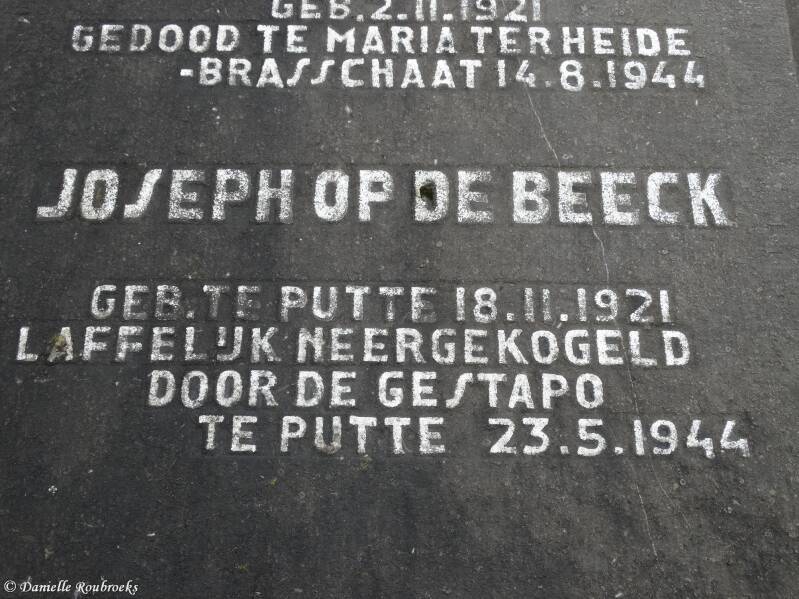 GEB. 2.11.1921
GEDOOD TE MARIA TER HEIDE
-BRASSCHAAT 14.8.1944
JOSEPH OP DE BEECK
GEB. TE PUTTE 18.11.1921
LAFFELIJK NEERGEKOGELD
DOOR DE GESTAPO
TE PUTTE 23.5.1944
© Danielle Roubroeks